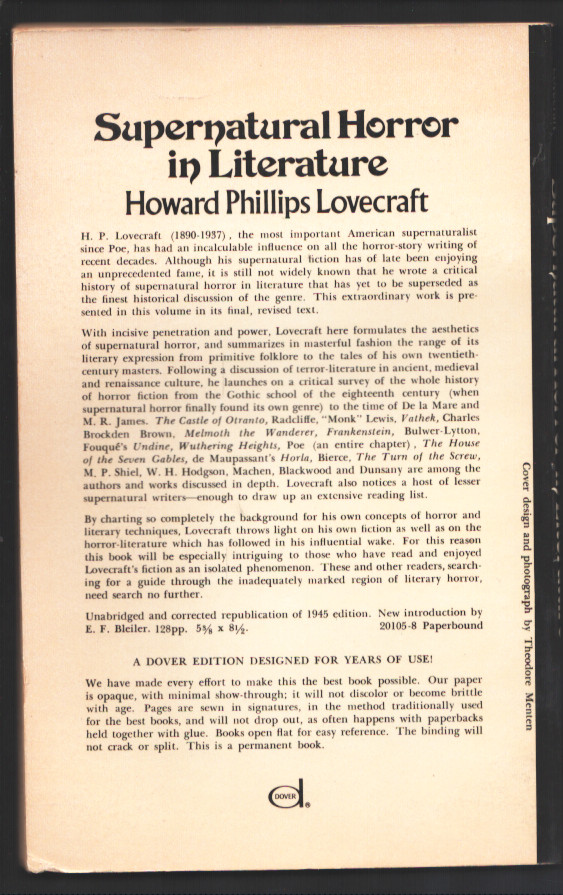 Supernatural Horror
in Literature
Howard Phillips Lovecraft
H. P. Lovecraft (1890-1937), the most important American supernaturalist
since Poe, has had an incalculable influence on all the horror-story writing of
recent decades. Although his supernatural fiction has of late been enjoying
an unprecedented fame, it is still not widely known that he wrote a critical
history of supernatural horror in literature that has yet to be superseded as
the finest historical discussion of the genre. This extraordinary work is pre-
sented in this volume in its final, revised text.
With incisive penetration and power, Lovecraft here formulates the aesthetics
of supernatural horror, and summarizes in masterful fashion the range of its
literary expression from primitive folklore to the tales of his own twentieth-
century masters. Following a discussion of terror-literature in ancient, medieval
and renaissance culture, he launches on a critical survey of the whole history
of horror fiction from the Gothic school of the eighteenth century (when
supernatural horror finally found its own genre) to the time of De la Mare and
M. R. James. The Castle of Otranto, Radcliffe, "Monk" Lewis, Vathek, Charles
Brockden Brown, Melmoth the Wanderer, Frankenstein, Bulwer-Lytton,
Fouqué's Undine, Wuthering Heights, Poe (an entire chapter), The House
of the Seven Gables, de Maupassant's Horla, Bierce, The Turn of the Screw,
M. P. Shiel, W. H. Hodgson, Machen, Blackwood and Dunsany are among the
authors and works discussed in depth. Lovecraft also notices a host of lesser
supernatural writers—enough to draw up an extensive reading list.
By charting so completely the background for his own concepts of horror and
literary techniques, Lovecraft throws light on his own fiction as well as on the
horror-literature which has followed in his influential wake. For this reason
this book will be especially intriguing to those who have read and enjoyed
Lovecraft's fiction as an isolated phenomenon. These and other readers, search-
ing for a guide through the inadequately marked region of literary horror,
need search no further.
Unabridged and corrected republication of 1945 edition. New introduction by
E. F. Bleiler. 128pp. 5⅜ x 8½. 20105-8 Paperbound
A DOVER EDITION DESIGNED FOR YEARS OF USE!
We have made every effort to make this the best book possible. Our paper
is opaque, with minimal show-through; it will not discolor or become brittle
with age. Pages are sewn in signatures, in the method traditionally used
for the best books, and will not drop out, as often happens with paperbacks
held together with glue. Books open flat for easy reference. The binding will
not crack or split. This is a permanent book.
DOVER ®
Cover design and photograph by Theodore Menten